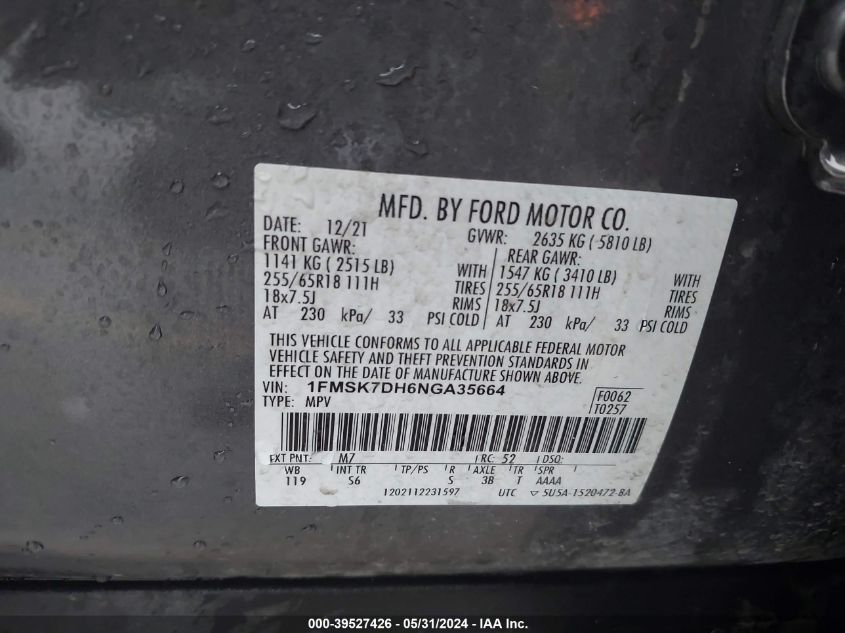 MFD. BY FORD MOTOR CO.
DATE: 12/21 GVWR: 2635 KG ( 5810 LB)
FRONT GAWR: REAR GAWR:
1141 KG ( 2515 LB) WITH 1547 KG ( 3410 LB) WITH
255/65R18 111H TIRES 255/65R18 111H TIRES
18x7.5J RIMS 18x7.5J RIMS
AT 230 kPa/ 33 PSI COLD AT 230 kPa/ 33 PSI COLD
THIS VEHICLE CONFORMS TO ALL APPLICABLE FEDERAL MOTOR
VEHICLE SAFETY AND THEFT PREVENTION STANDARDS IN
EFFECT ON THE DATE OF MANUFACTURE SHOWN ABOVE.
VIN: 1FMSK7DH6NGA35664 F0062
TYPE: MPV T0257
EXT PNT: M7 RC: 52 DSO:
WB INT TR TP/PS R AXLE TR SPR
119 S6 S 3B T AAAA
1202112231597 UTC ▽ 5U5A-1520472-BA
000-39527426 - 05/31/2024 - IAA Inc.